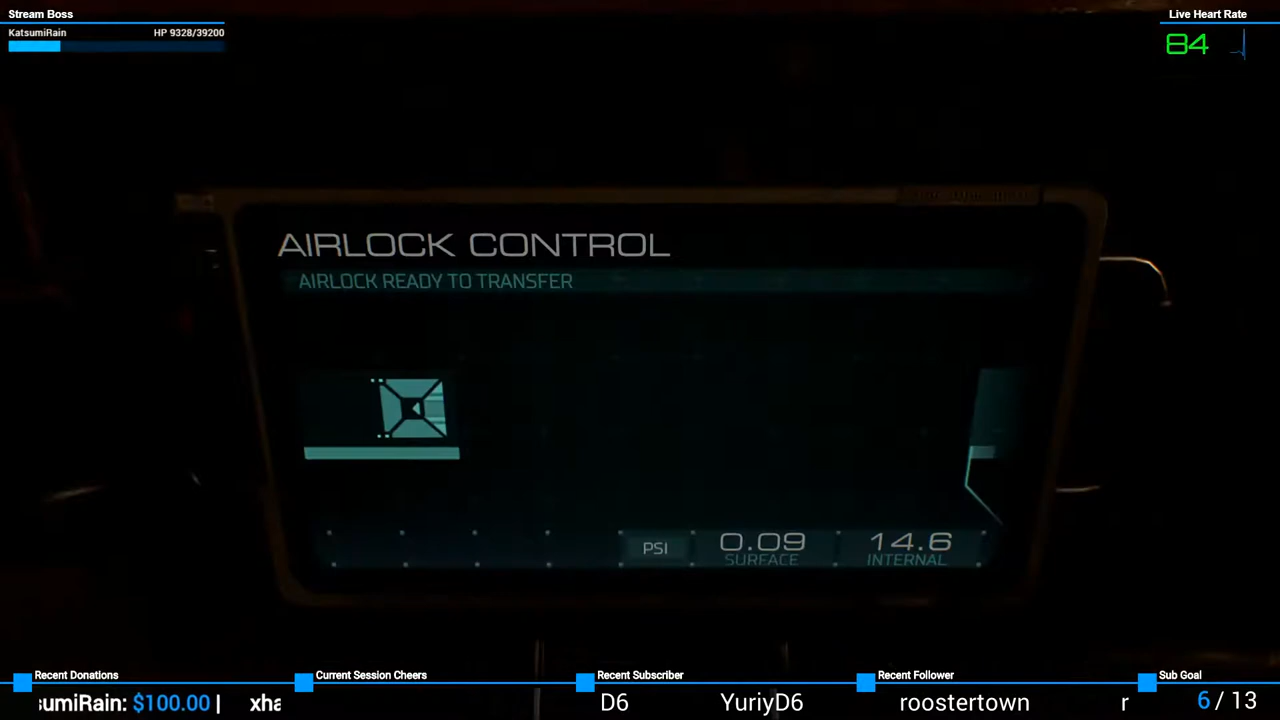 Stream Boss
KatsumiRain HP 9328/39200
Live Heart Rate
84
AIRLOCK CONTROL
AIRLOCK READY TO TRANSFER
PSI 0.09 14.6
SURFACE INTERNAL
Recent Donations Current Session Cheers Recent Subscriber Recent Follower Sub Goal
sumiRain: $100.00 | xha D6 YuriyD6 roostertown r 6 / 13